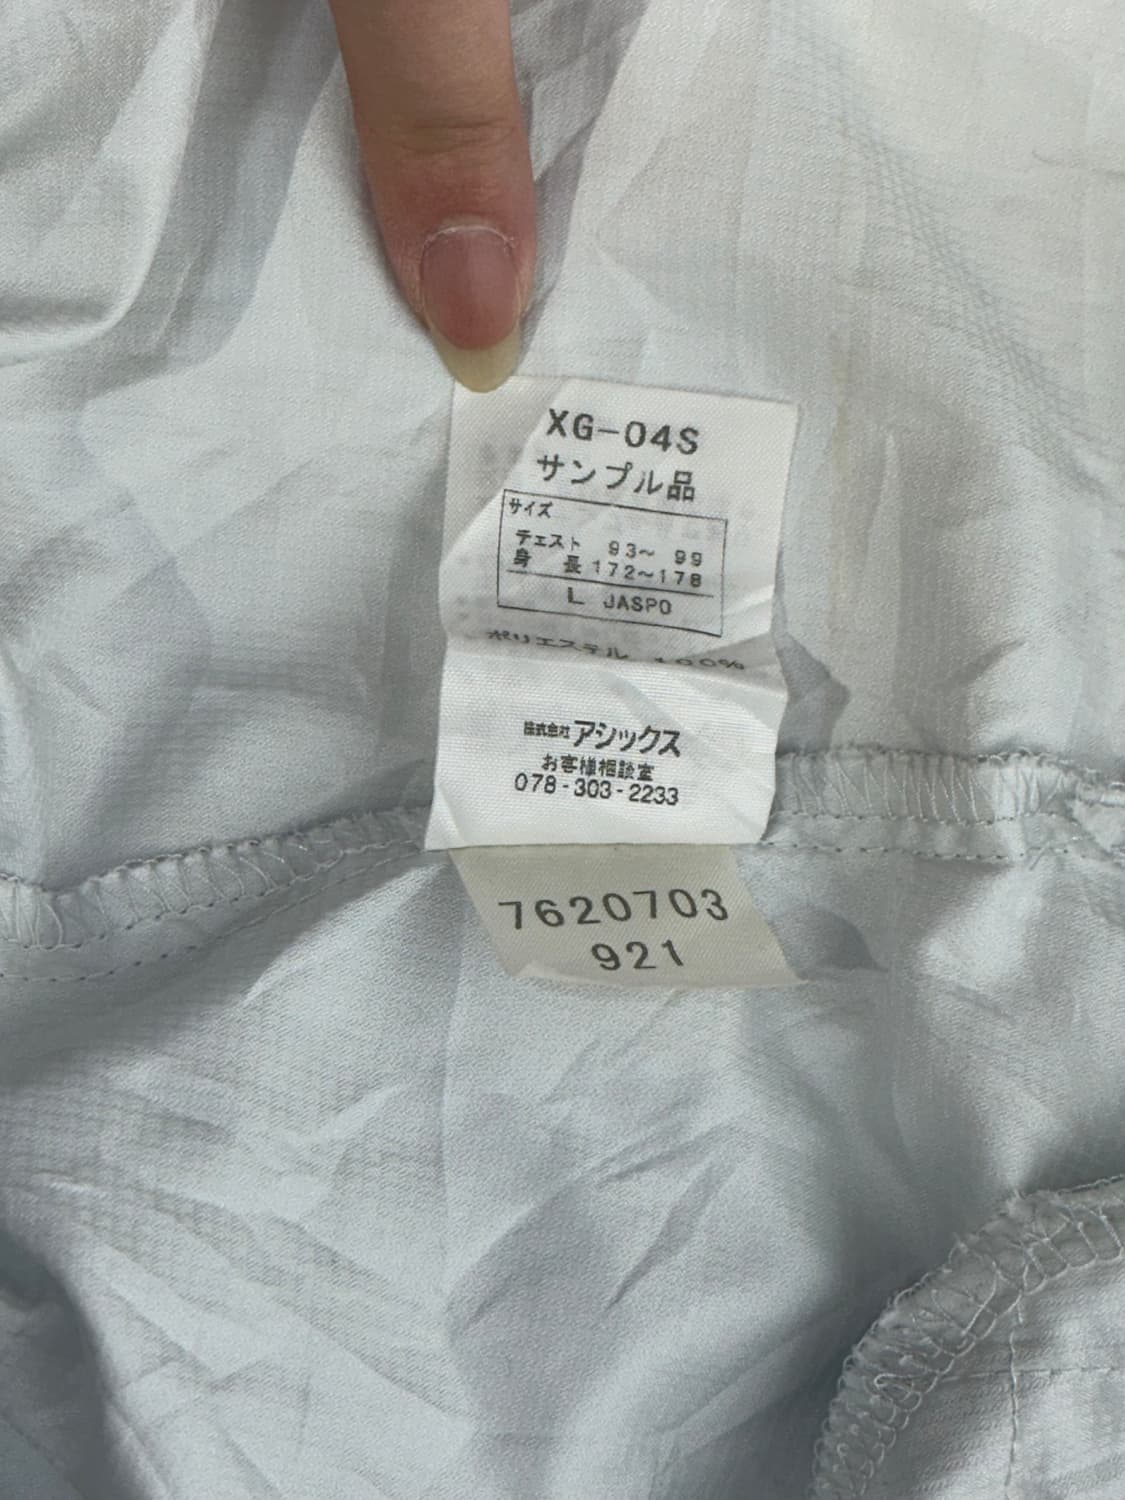 XG-04S
サンプル品
サイズ
チェスト 93～ 99
身 長 172～178
L JASPO
ポリエステル 100%
株式会社アシックス
お客様相談室
078-303-2233
7620703
921